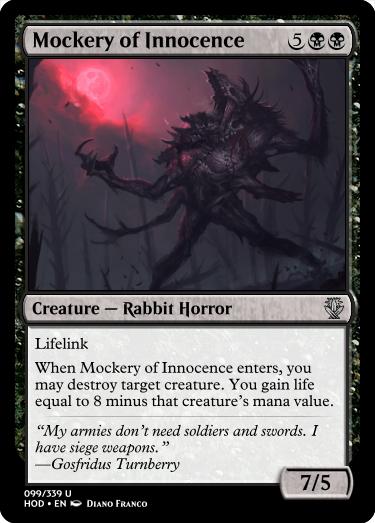 Mockery of Innocence 5
Creature — Rabbit Horror
Lifelink
When Mockery of Innocence enters, you
may destroy target creature. You gain life
equal to 8 minus that creature's mana value.
“My armies don't need soldiers and swords. I
have siege weapons.”
—Gosfridus Turnberry
7/5
099/339 U
HOD • EN Diano Franco